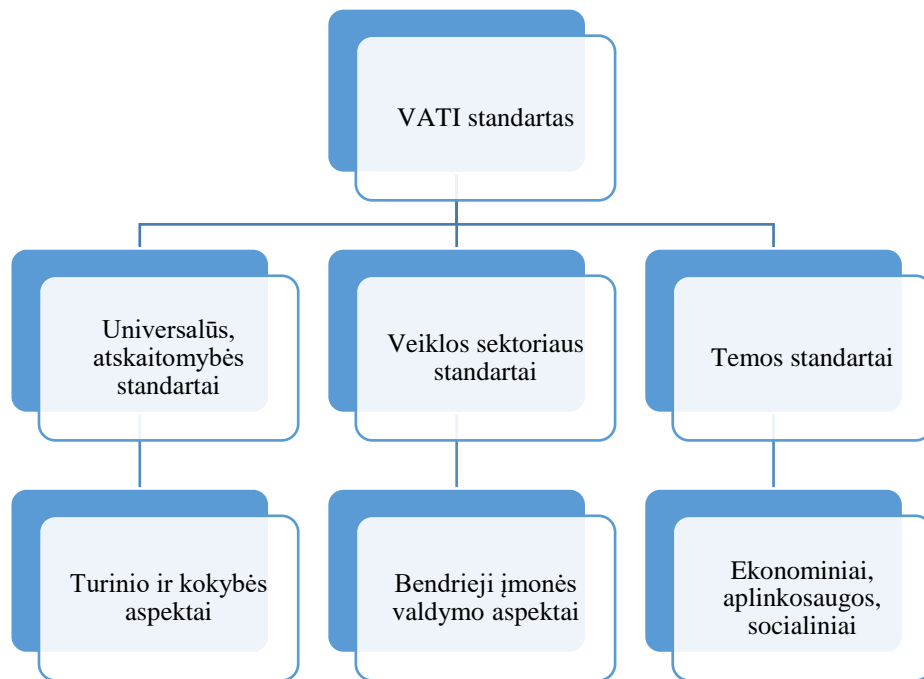 VATI standartas
Universalūs,
atskaitomybės
standartai
Veiklos sektoriaus
standartai
Temos standartai
Turinio ir kokybės
aspektai
Bendrieji įmonės
valdymo aspektai
Ekonominiai,
aplinkosaugos,
socialiniai